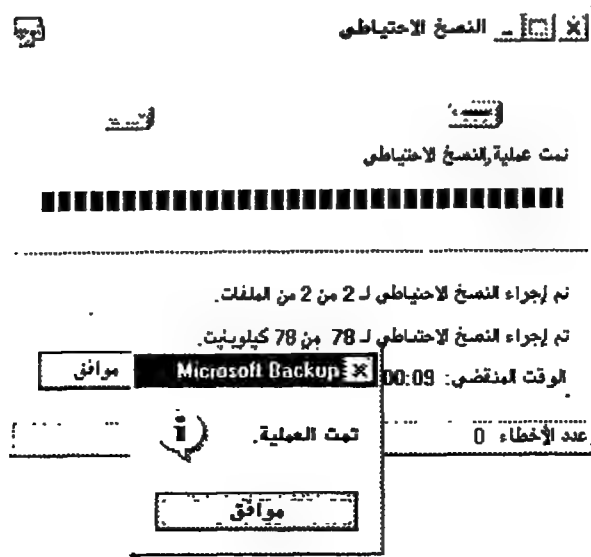 النسخ الاحتياطي
تمت عملية النسخ الاحتياطي
تم إجراء النسخ الاحتياطي لـ 2 من 2 من الملفات.
تم إجراء النسخ الاحتياطي لـ 78 من 78 كيلوبايت.
الوقت المنقضي: 00:09
موافق
عدد الأخطاء 0
Microsoft Backup
تمت العملية.
موافق